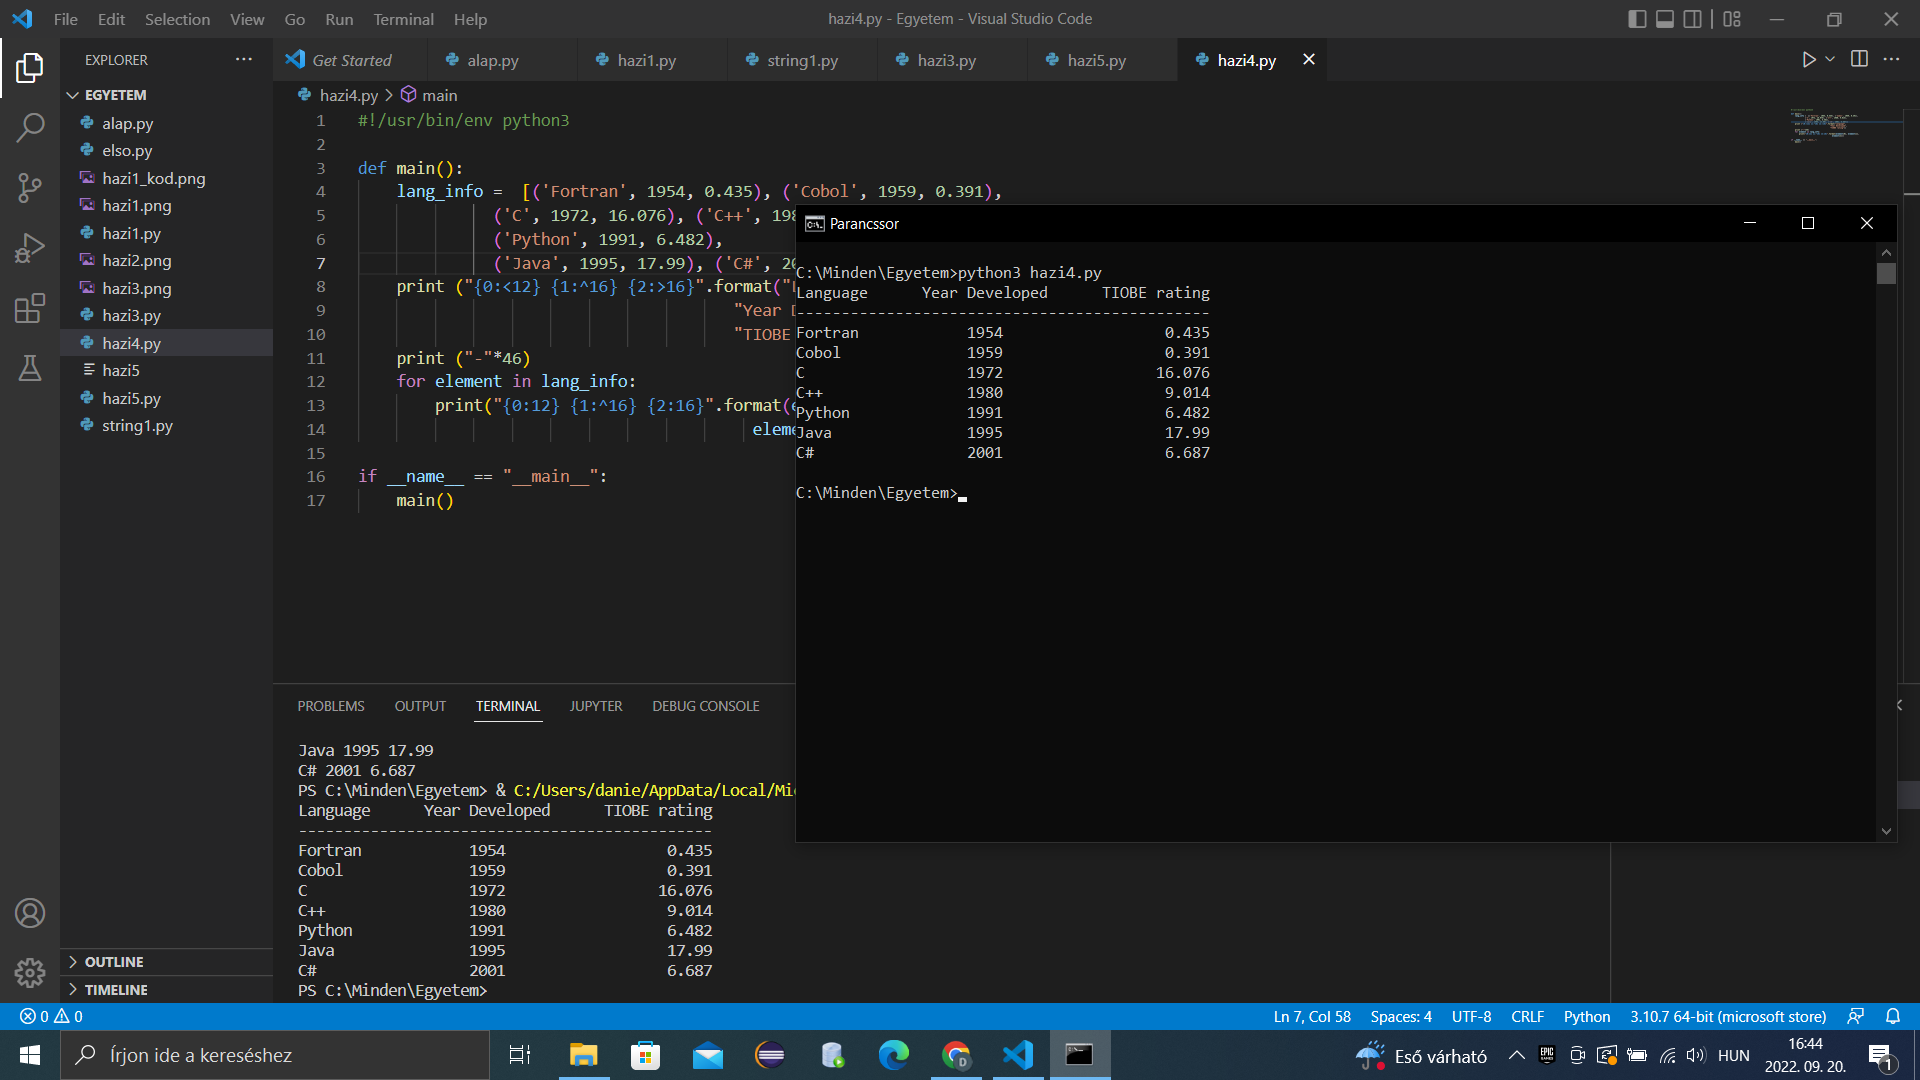 File Edit Selection View Go Run Terminal Help
hazi4.py - Egyetem - Visual Studio Code
EXPLORER
EGYETEM
alap.py
elso.py
hazi1_kod.png
hazi1.png
hazi1.py
hazi2.png
hazi3.png
hazi3.py
hazi4.py
hazi5
hazi5.py
string1.py
OUTLINE
TIMELINE
Get Started alap.py hazi1.py string1.py hazi3.py hazi5.py hazi4.py
hazi4.py > main
1 #!/usr/bin/env python3
2
3 def main():
4 lang_info = [('Fortran', 1954, 0.435), ('Cobol', 1959, 0.391),
5 ('C', 1972, 16.076), ('C++', 198
6 ('Python', 1991, 6.482),
7 ('Java', 1995, 17.99), ('C#', 20
8 print ("{0:<12} {1:^16} {2:>16}".format("
9 "Year D
10 "TIOBE
11 print ("-"*46)
12 for element in lang_info:
13 print("{0:12} {1:^16} {2:16}".format(e
14 eleme
15
16 if __name__ == "__main__":
17 main()
Parancssor
C:\Minden\Egyetem>python3 hazi4.py
Language Year Developed TIOBE rating
----------------------------------------------
Fortran 1954 0.435
Cobol 1959 0.391
C 1972 16.076
C++ 1980 9.014
Python 1991 6.482
Java 1995 17.99
C# 2001 6.687
C:\Minden\Egyetem>
PROBLEMS OUTPUT TERMINAL JUPYTER DEBUG CONSOLE
Java 1995 17.99
C# 2001 6.687
PS C:\Minden\Egyetem> & C:/Users/danie/AppData/Local/Mi
Language Year Developed TIOBE rating
----------------------------------------------
Fortran 1954 0.435
Cobol 1959 0.391
C 1972 16.076
C++ 1980 9.014
Python 1991 6.482
Java 1995 17.99
C# 2001 6.687
PS C:\Minden\Egyetem>
0 0
Ln 7, Col 58 Spaces: 4 UTF-8 CRLF Python 3.10.7 64-bit (microsoft store)
Írjon ide a kereséshez
Eső várható
HUN
16:44
2022. 09. 20.
1